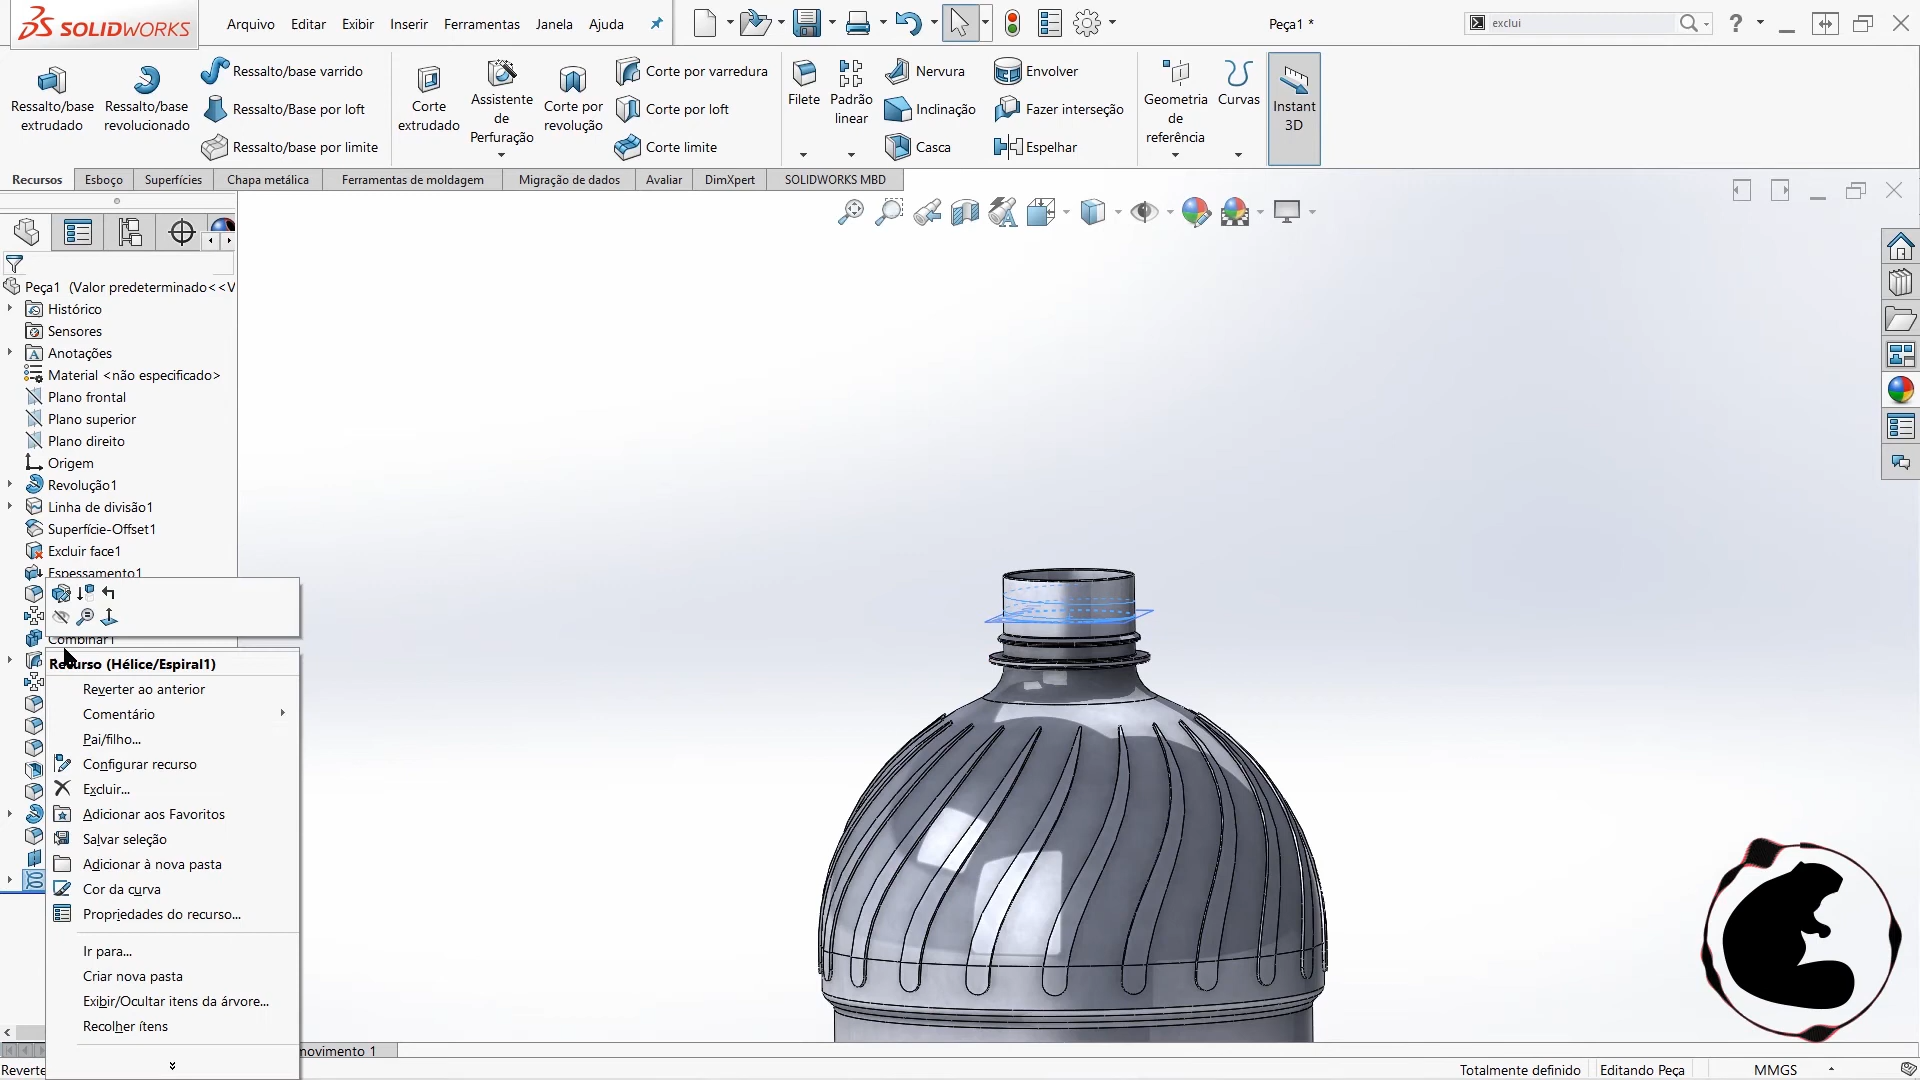 SOLIDWORKS
Arquivo Editar Exibir Inserir Ferramentas Janela Ajuda
Peça1 *
exclui
Ressalto/base extrudado
Ressalto/base revolucionado
Ressalto/base varrido
Ressalto/Base por loft
Ressalto/base por limite
Corte extrudado
Assistente de Perfuração
Corte por revolução
Corte por varredura
Corte por loft
Corte limite
Filete
Padrão linear
Nervura
Inclinação
Casca
Envolver
Fazer interseção
Espelhar
Geometria de referência
Curvas
Instant 3D
Recursos Esboço Superfícies Chapa metálica Ferramentas de moldagem Migração de dados Avaliar DimXpert SOLIDWORKS MBD
Peça1 (Valor predeterminado<<V
Histórico
Sensores
Anotações
Material <não especificado>
Plano frontal
Plano superior
Plano direito
Origem
Revolução1
Linha de divisão1
Superfície-Offset1
Excluir face1
Espessamento1
Combinar1
Recurso (Hélice/Espiral1)
Reverter ao anterior
Comentário
Pai/filho...
Configurar recurso
Excluir...
Adicionar aos Favoritos
Salvar seleção
Adicionar à nova pasta
Cor da curva
Propriedades do recurso...
Ir para...
Criar nova pasta
Exibir/Ocultar itens da árvore...
Recolher ítens
movimento 1
Reverte
Totalmente definido Editando Peça MMGS